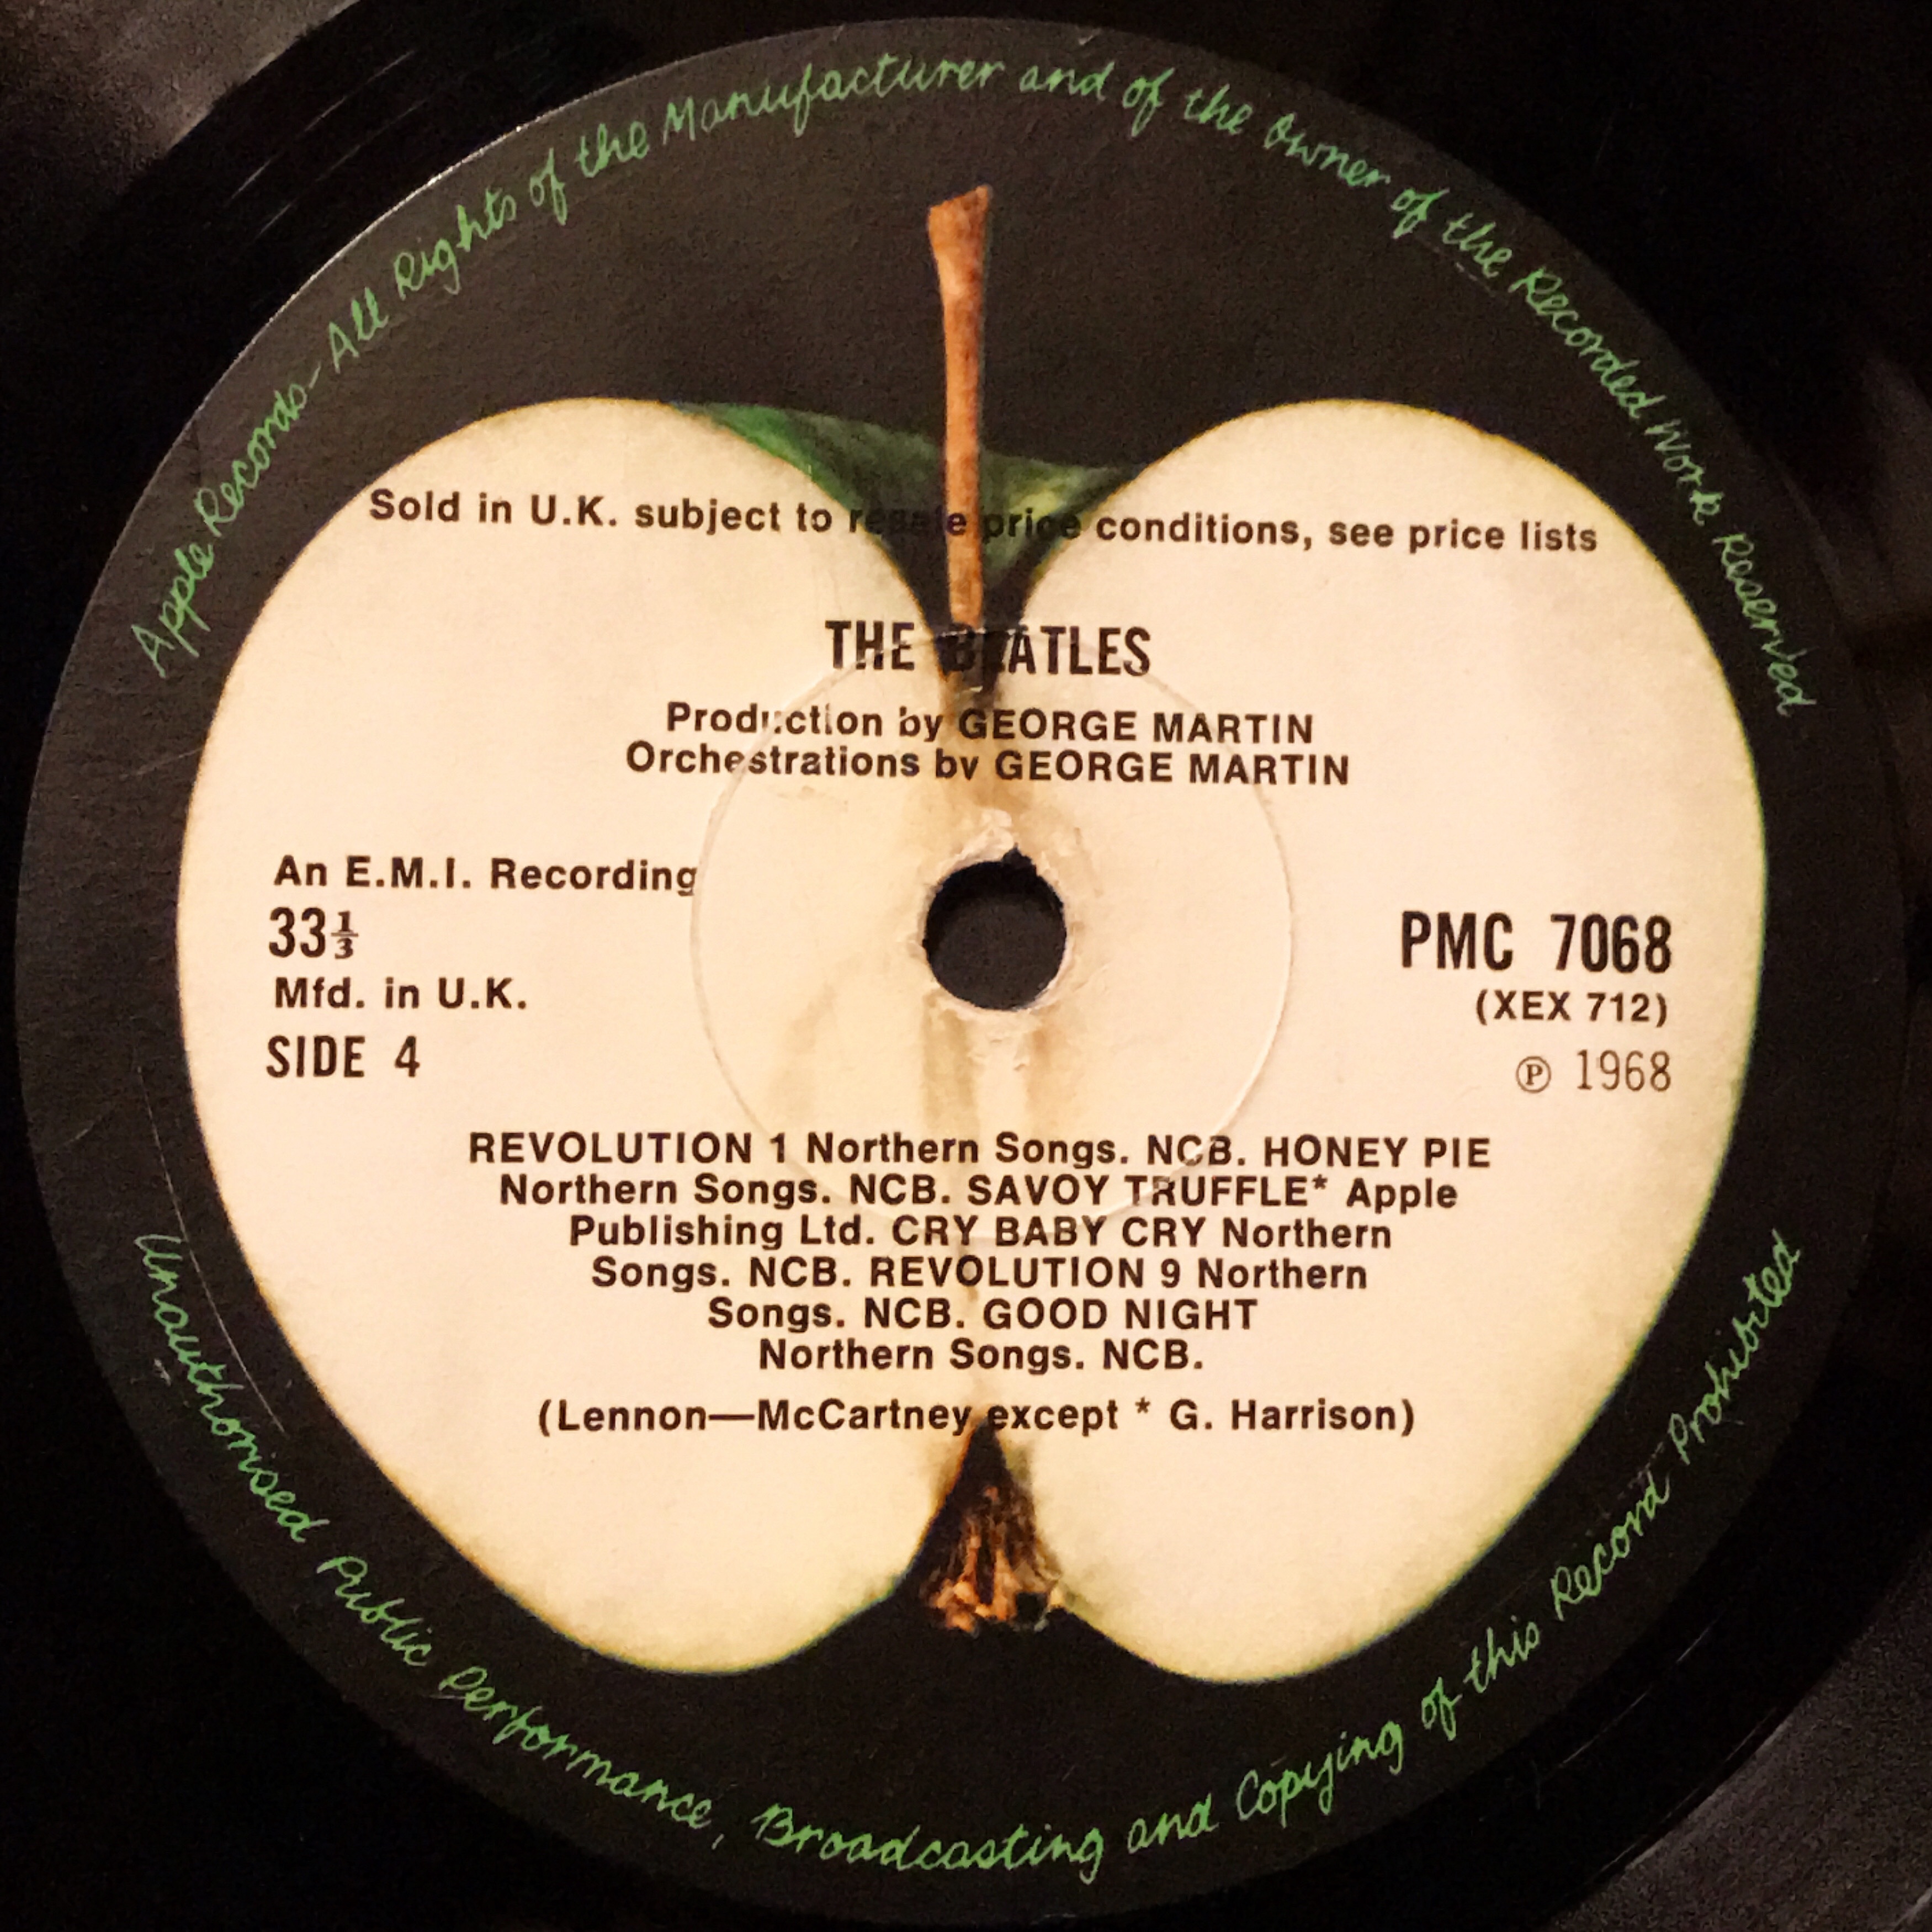 Apple Records - All Rights of the Manufacturer and of the Owner of the Recorded Work Reserved
Sold in U.K. subject to resale price conditions, see price lists
THE BEATLES
Production by GEORGE MARTIN
Orchestrations by GEORGE MARTIN
An E.M.I. Recording
33⅓
Mfd. in U.K.
SIDE 4
PMC 7068
(XEX 712)
℗ 1968
REVOLUTION 1 Northern Songs. NCB. HONEY PIE
Northern Songs. NCB. SAVOY TRUFFLE* Apple
Publishing Ltd. CRY BABY CRY Northern
Songs. NCB. REVOLUTION 9 Northern
Songs. NCB. GOOD NIGHT
Northern Songs. NCB.
(Lennon—McCartney except * G. Harrison)
Unauthorised Public Performance, Broadcasting and Copying of this Record Prohibited